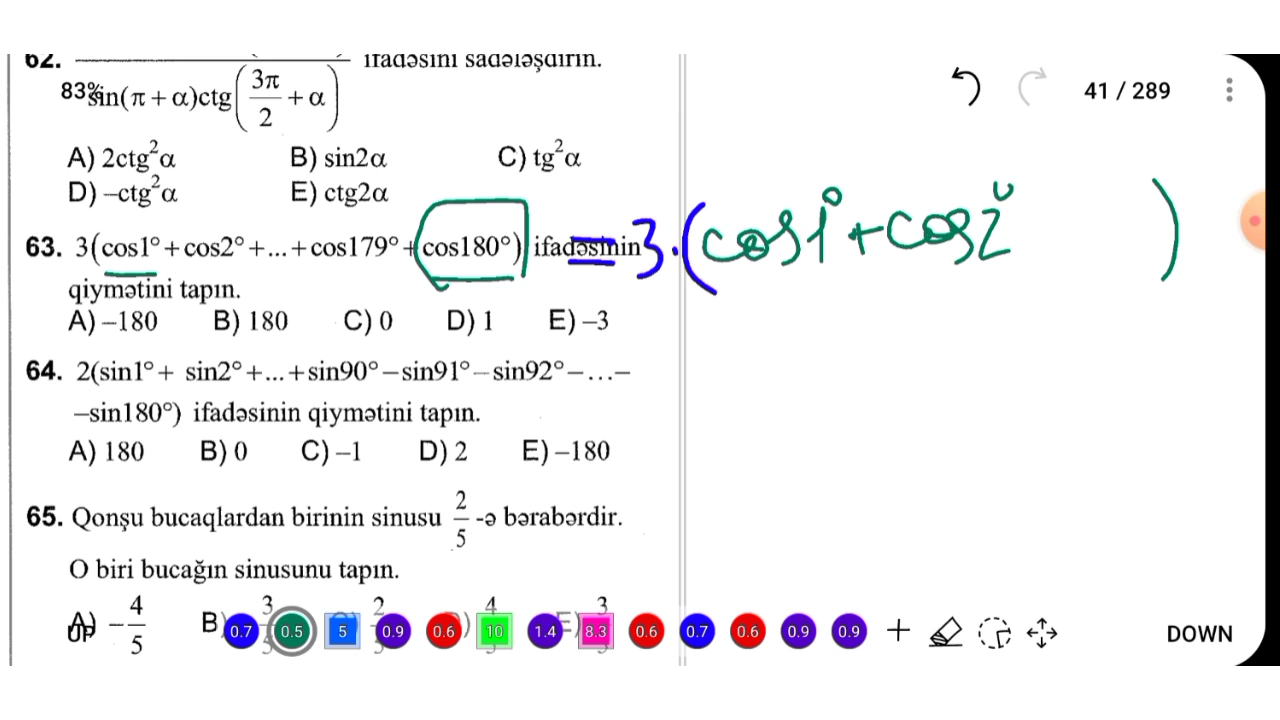 62. ifadəsini sadələşdirin.
83%
sin(π + α)ctg(3π/2 + α)
41 / 289
A) 2ctg²α B) sin2α C) tg²α
D) –ctg²α E) ctg2α
63. 3(cos1° + cos2° + ... + cos179° + cos180°) ifadəsinin = 3·(cos1° + cos2° )
qiymətini tapın.
A) –180 B) 180 C) 0 D) 1 E) –3
64. 2(sin1° + sin2° + ... + sin90° – sin91° – sin92° – ... –
–sin180°) ifadəsinin qiymətini tapın.
A) 180 B) 0 C) –1 D) 2 E) –180
65. Qonşu bucaqlardan birinin sinusu 2/5 -ə bərabərdir.
O biri bucağın sinusunu tapın.
A) –4/5 B)
UP 0.7 0.5 5 0.9 0.6 10 1.4 8.3 0.6 0.7 0.6 0.9 0.9 + DOWN